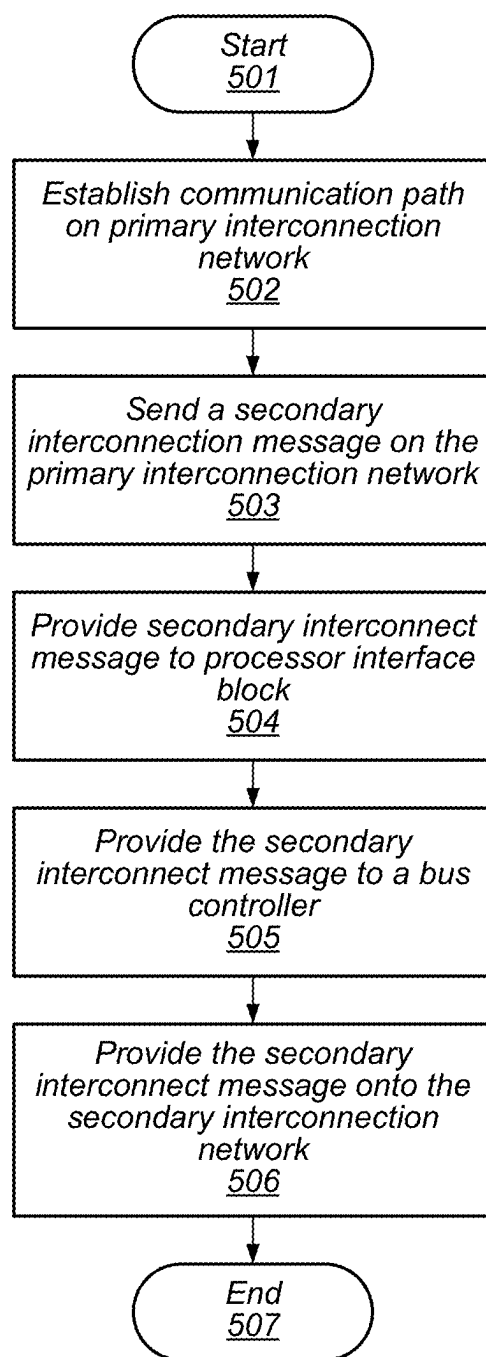 Start
501
Establish communication path
on primary interconnection
network
502
Send a secondary
interconnection message on the
primary interconnection network
503
Provide secondary interconnect
message to processor interface
block
504
Provide the secondary
interconnect message to a bus
controller
505
Provide the secondary
interconnect message onto the
secondary interconnection
network
506
End
507